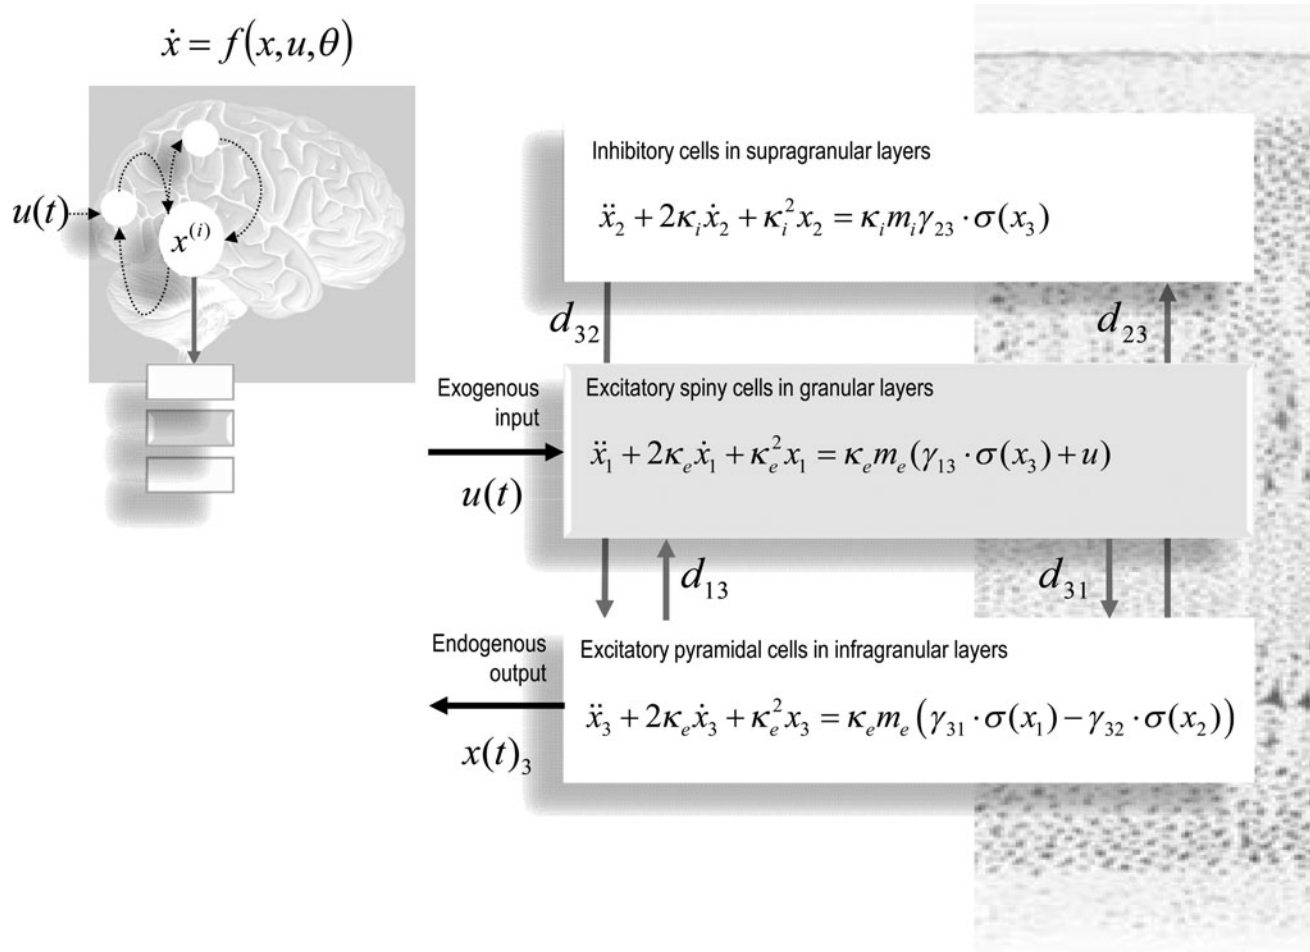 ẋ = f(x,u,θ)
u(t)
x⁽ⁱ⁾
Inhibitory cells in supragranular layers
ẍ₂ + 2κᵢẋ₂ + κᵢ²x₂ = κᵢmᵢγ₂₃ · σ(x₃)
d₃₂
d₂₃
Exogenous
input
u(t)
Excitatory spiny cells in granular layers
ẍ₁ + 2κₑẋ₁ + κₑ²x₁ = κₑmₑ(γ₁₃ · σ(x₃) + u)
d₁₃
d₃₁
Endogenous
output
x(t)₃
Excitatory pyramidal cells in infragranular layers
ẍ₃ + 2κₑẋ₃ + κₑ²x₃ = κₑmₑ(γ₃₁ · σ(x₁) − γ₃₂ · σ(x₂))